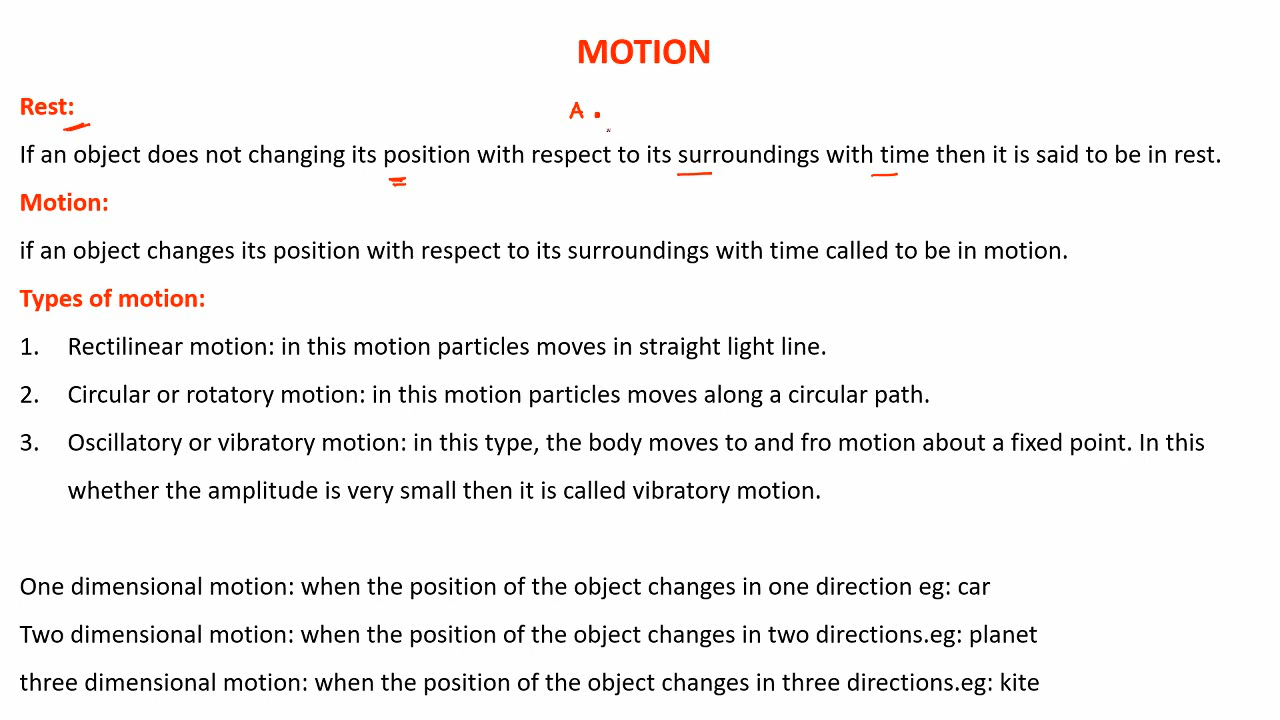 MOTION
Rest:
A .
If an object does not changing its position with respect to its surroundings with time then it is said to be in rest.
Motion:
if an object changes its position with respect to its surroundings with time called to be in motion.
Types of motion:
1. Rectilinear motion: in this motion particles moves in straight light line.
2. Circular or rotatory motion: in this motion particles moves along a circular path.
3. Oscillatory or vibratory motion: in this type, the body moves to and fro motion about a fixed point. In this
whether the amplitude is very small then it is called vibratory motion.
One dimensional motion: when the position of the object changes in one direction eg: car
Two dimensional motion: when the position of the object changes in two directions.eg: planet
three dimensional motion: when the position of the object changes in three directions.eg: kite